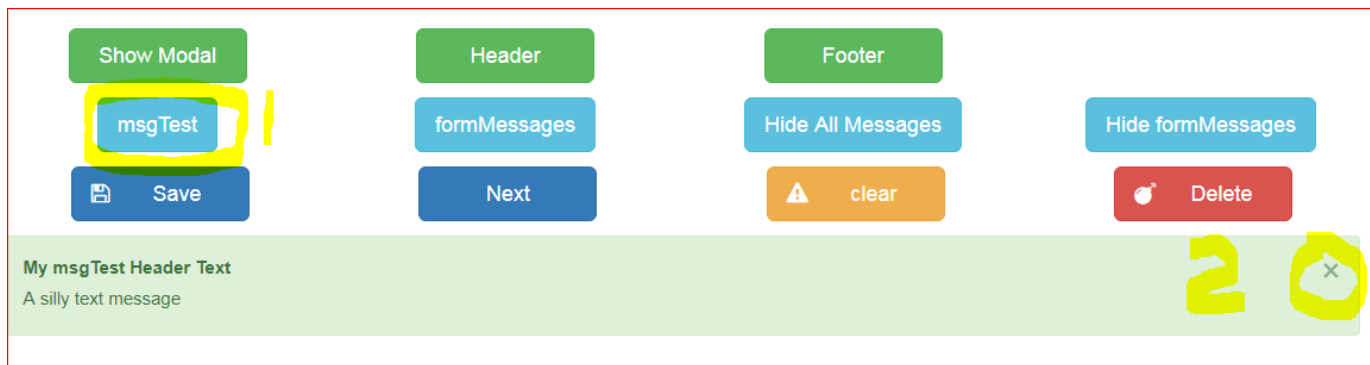 Show Modal Header Footer
msgTest 1 formMessages Hide All Messages Hide formMessages
Save Next clear Delete
My msgTest Header Text 2 ×
A silly text message